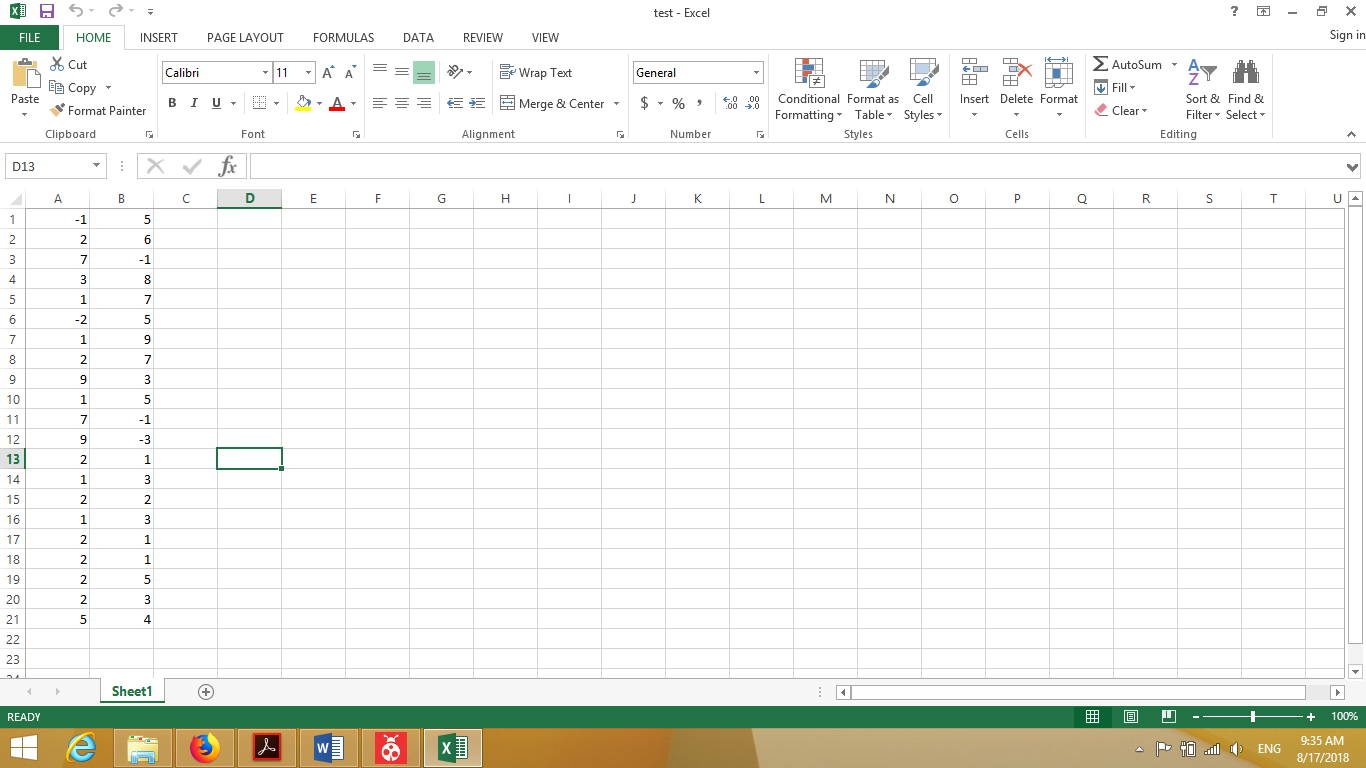 test - Excel
FILE HOME INSERT PAGE LAYOUT FORMULAS DATA REVIEW VIEW Sign in
Paste Cut Copy Format Painter
Calibri 11
B I U A
Wrap Text
Merge & Center
General
$ % ,
Conditional Formatting Format as Table Cell Styles
Insert Delete Format
AutoSum Fill Clear
Sort & Filter Find & Select
Clipboard Font Alignment Number Styles Cells Editing
D13 fx
A B C D E F G H I J K L M N O P Q R S T U
1 -1 5
2 2 6
3 7 -1
4 3 8
5 1 7
6 -2 5
7 1 9
8 2 7
9 9 3
10 1 5
11 7 -1
12 9 -3
13 2 1
14 1 3
15 2 2
16 1 3
17 2 1
18 2 1
19 2 5
20 2 3
21 5 4
22
23
Sheet1
READY 100%
ENG 9:35 AM
8/17/2018